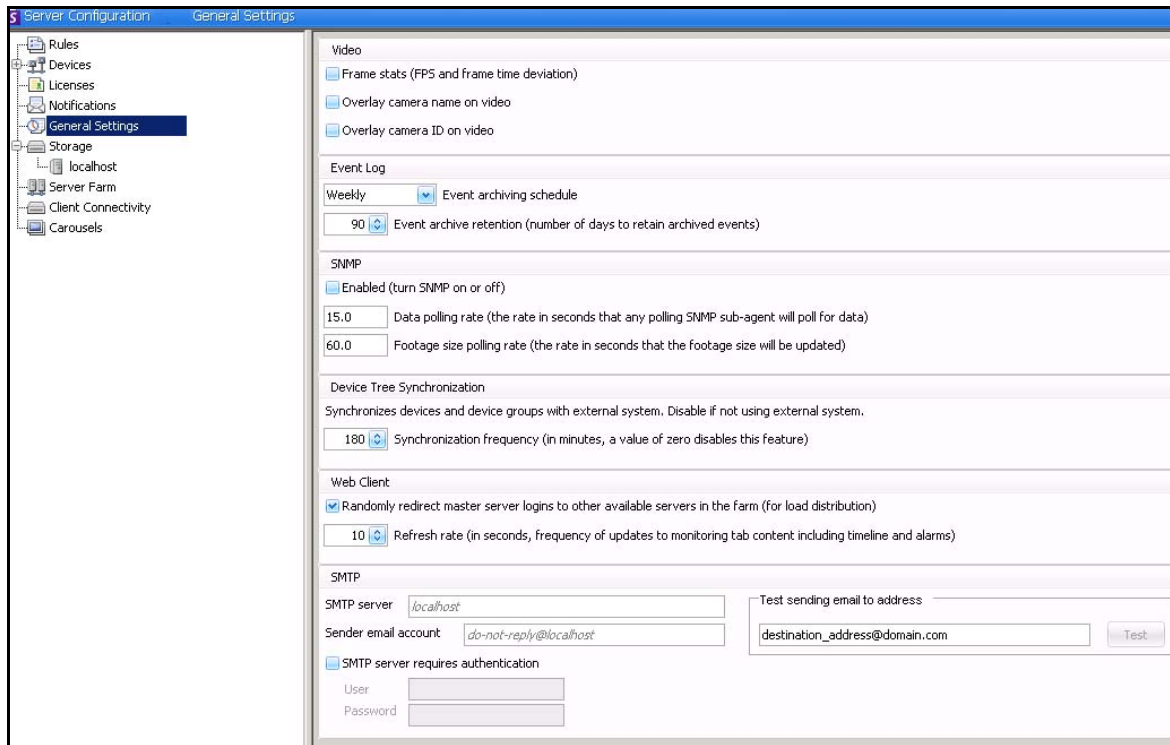 Server Configuration General Settings
Rules
Devices
Licenses
Notifications
General Settings
Storage
localhost
Server Farm
Client Connectivity
Carousels
Video
Frame stats (FPS and frame time deviation)
Overlay camera name on video
Overlay camera ID on video
Event Log
Weekly Event archiving schedule
90 Event archive retention (number of days to retain archived events)
SNMP
Enabled (turn SNMP on or off)
15.0 Data polling rate (the rate in seconds that any polling SNMP sub-agent will poll for data)
60.0 Footage size polling rate (the rate in seconds that the footage size will be updated)
Device Tree Synchronization
Synchronizes devices and device groups with external system. Disable if not using external system.
180 Synchronization frequency (in minutes, a value of zero disables this feature)
Web Client
Randomly redirect master server logins to other available servers in the farm (for load distribution)
10 Refresh rate (in seconds, frequency of updates to monitoring tab content including timeline and alarms)
SMTP
SMTP server localhost
Sender email account do-not-reply@localhost
SMTP server requires authentication
User
Password
Test sending email to address
destination_address@domain.com Test